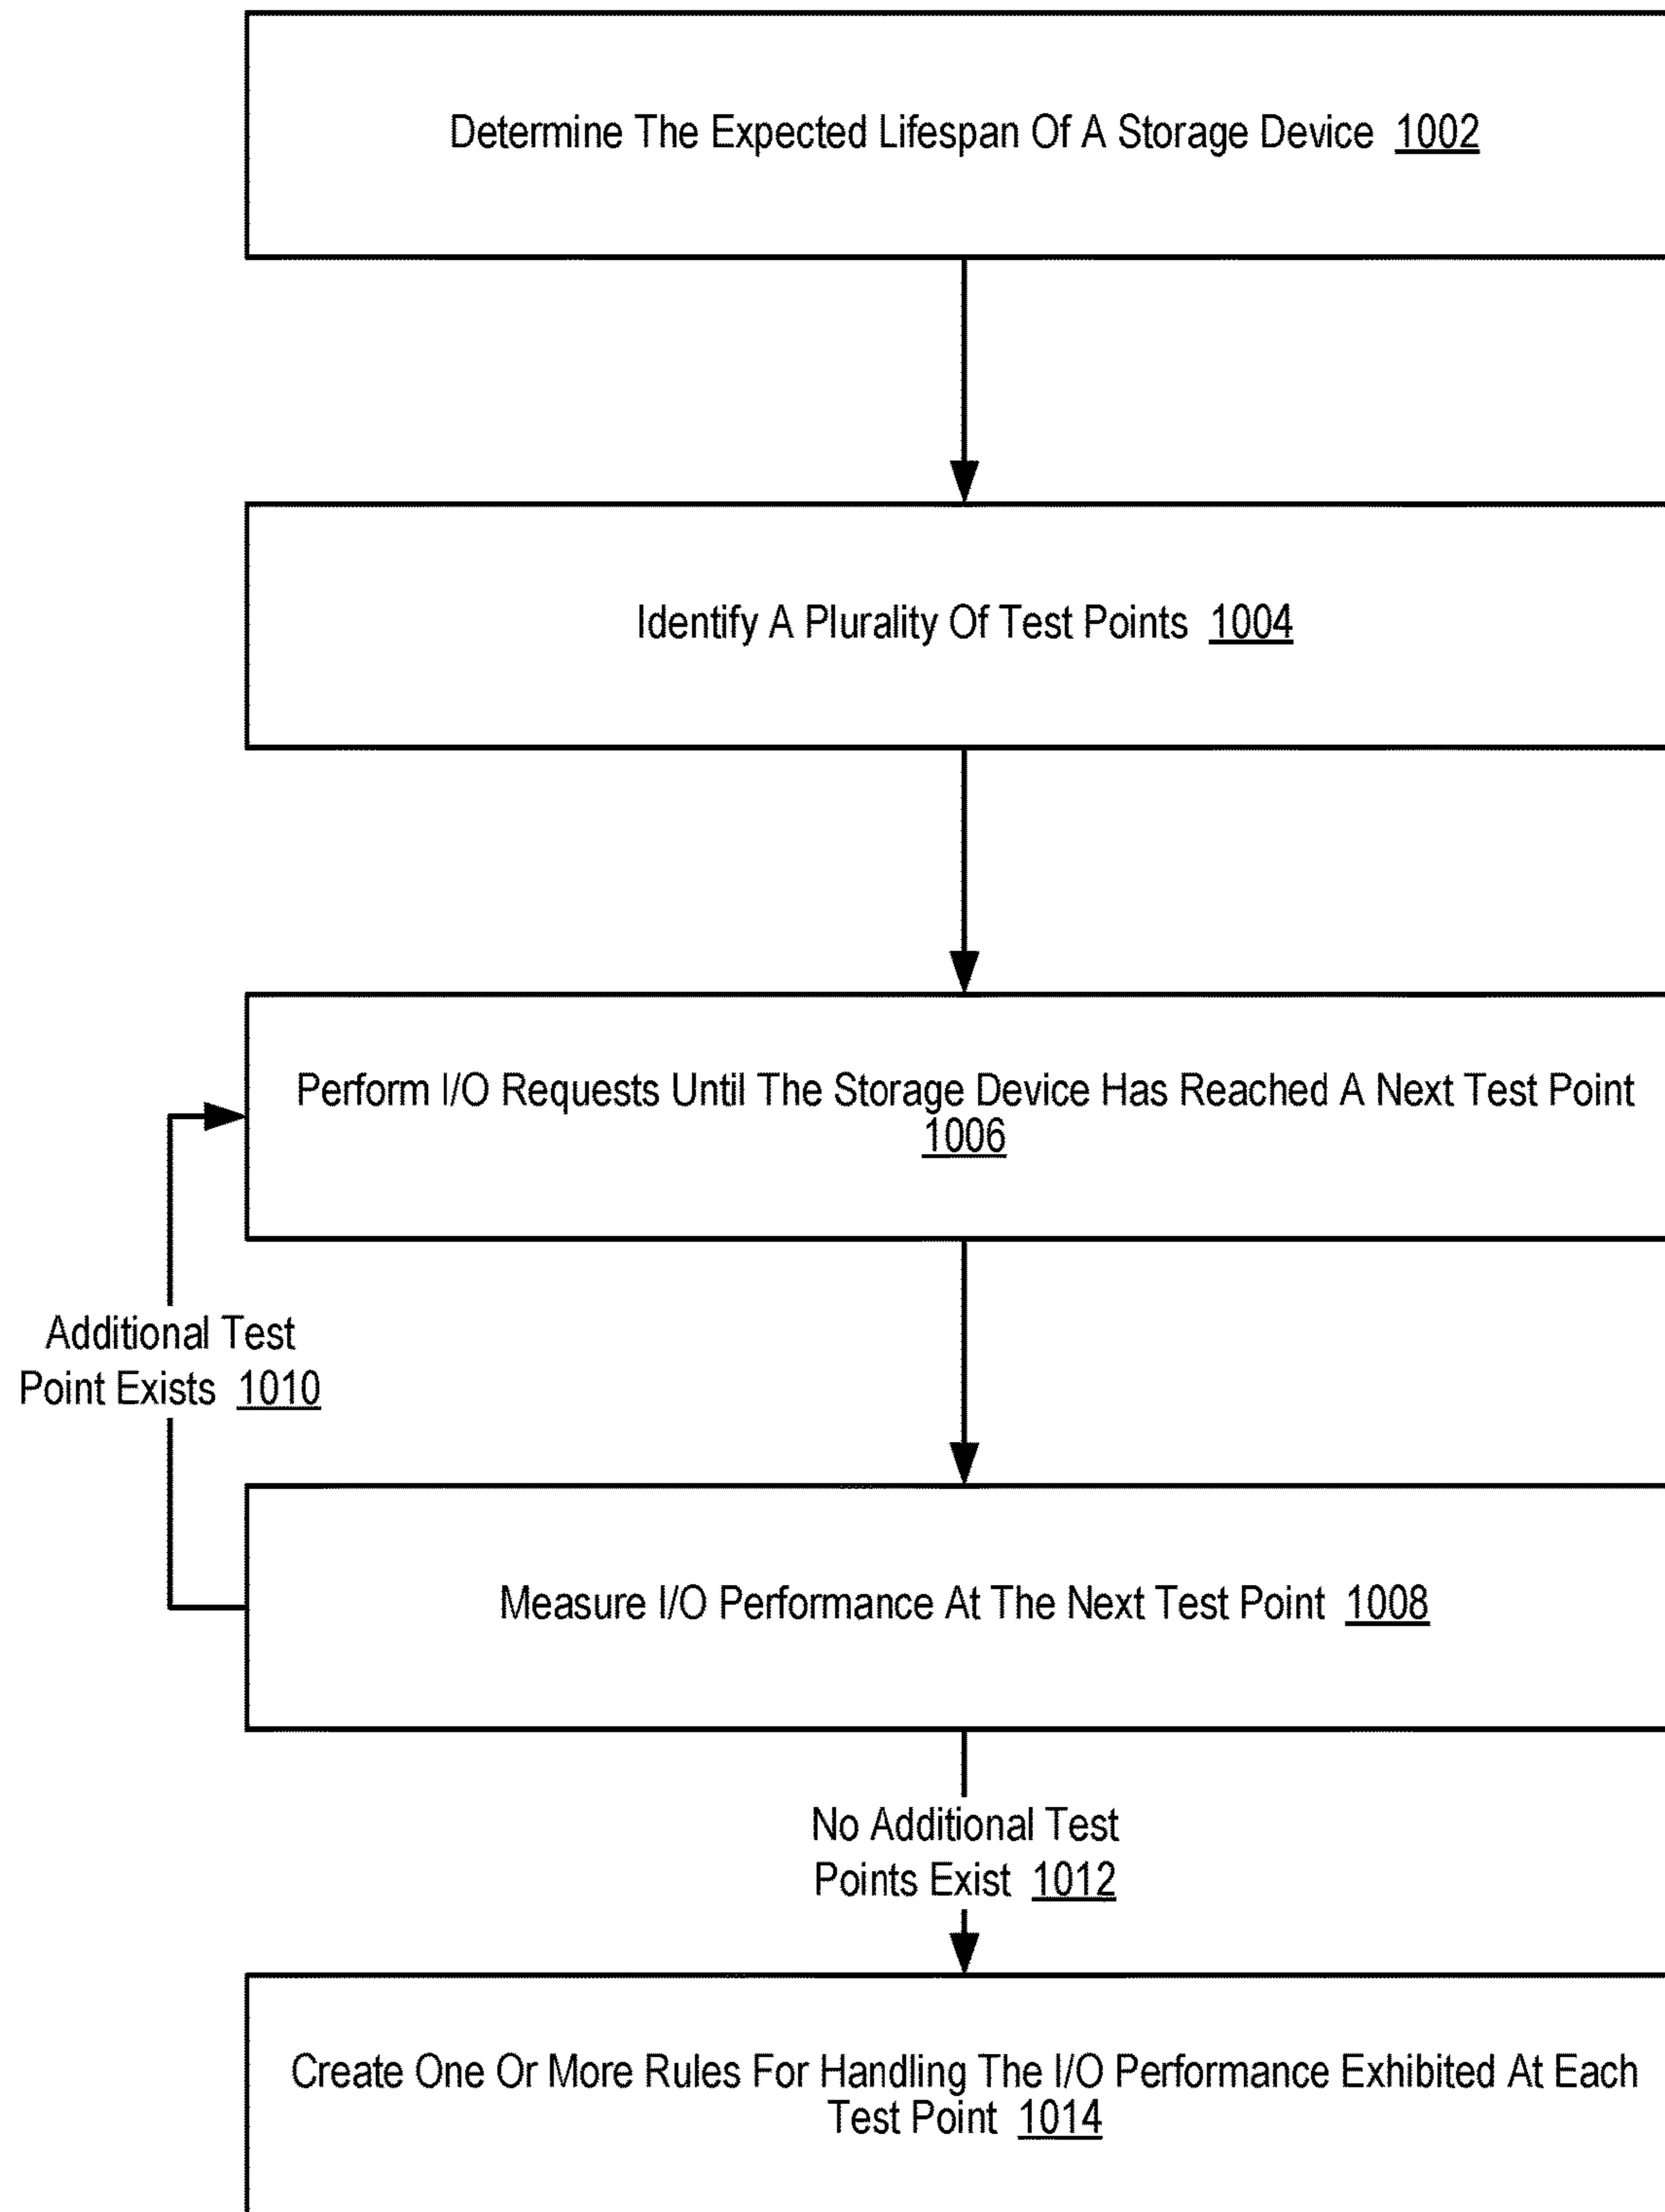 Determine The Expected Lifespan Of A Storage Device 1002
Identify A Plurality Of Test Points 1004
Perform I/O Requests Until The Storage Device Has Reached A Next Test Point
1006
Additional Test
Point Exists 1010
Measure I/O Performance At The Next Test Point 1008
No Additional Test
Points Exist 1012
Create One Or More Rules For Handling The I/O Performance Exhibited At Each
Test Point 1014